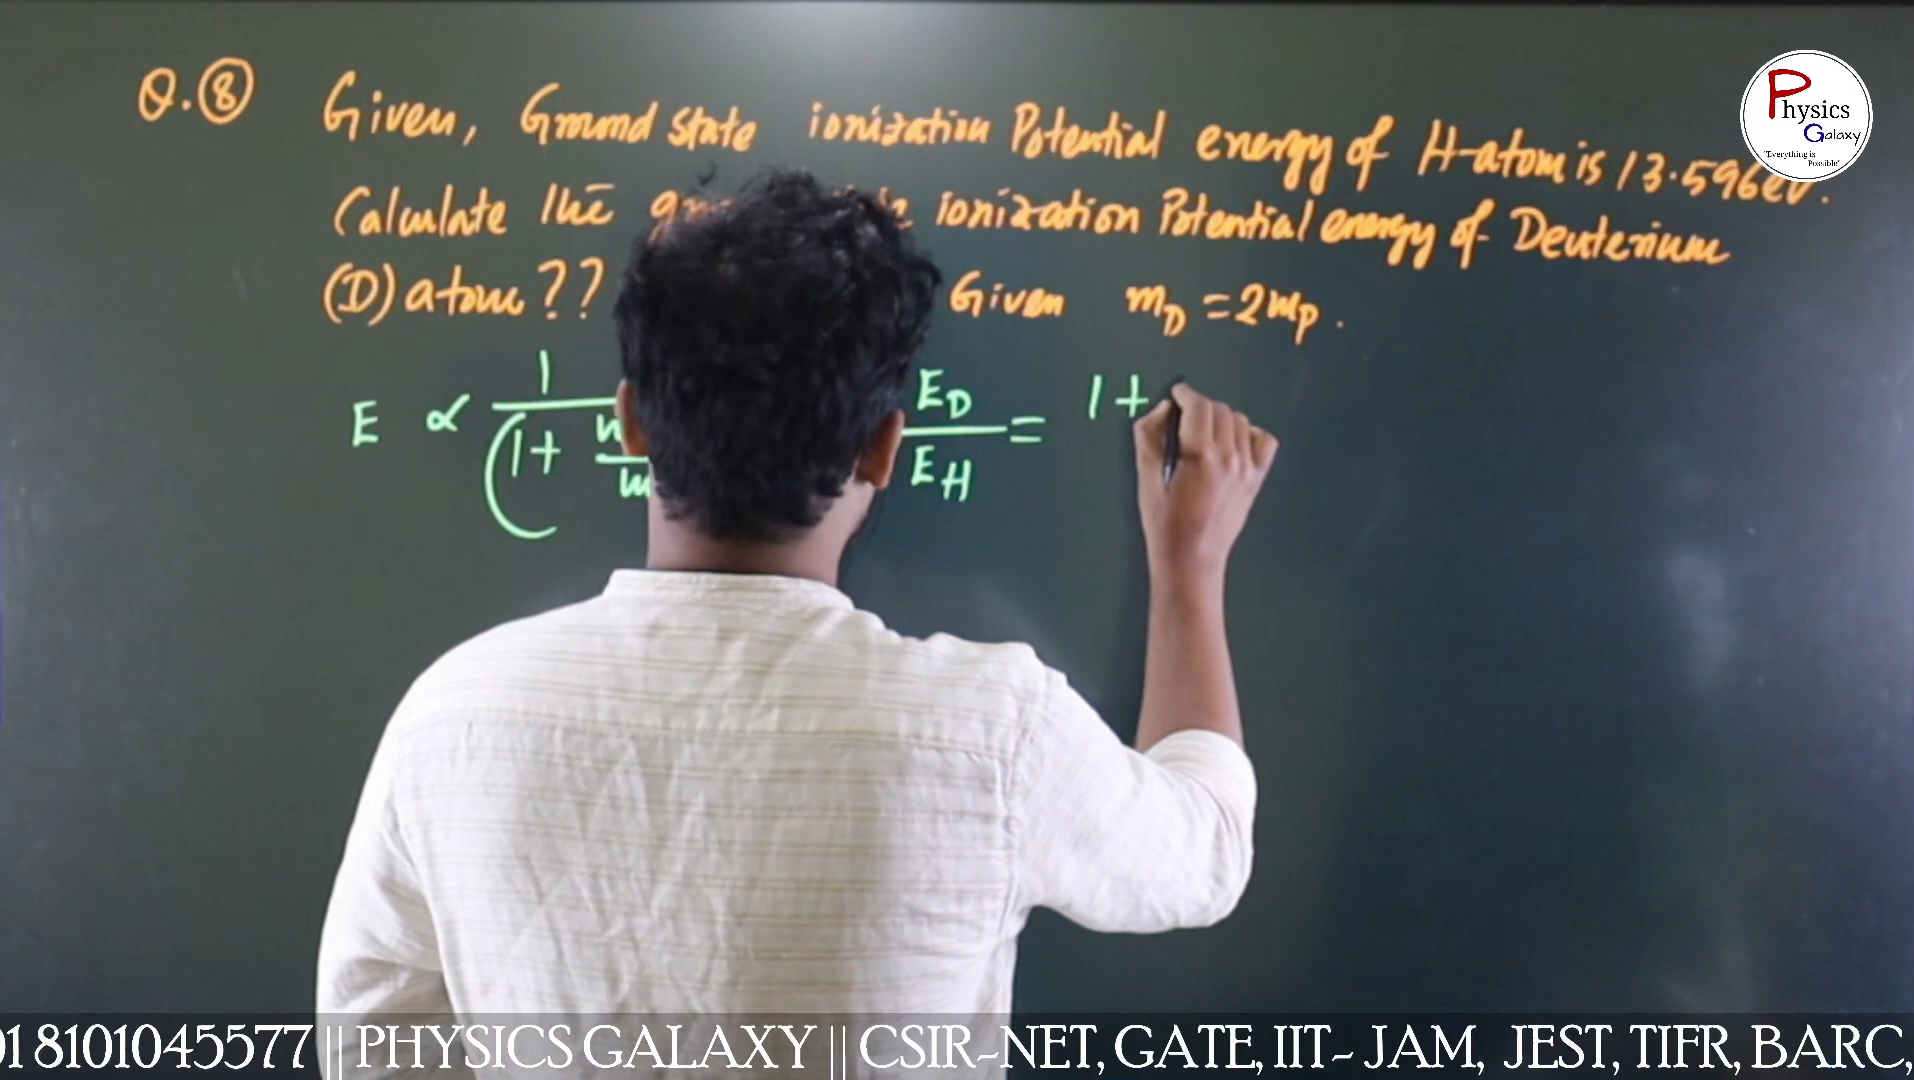 Q. 8 Given, Ground state ionization Potential energy of H-atom is 13.596eV.
Calculate the ionization Potential energy of Deuterium
(D) atom ?? Given m_D = 2m_P.
E ∝ 1/(1+ E_D/E_H = 1+
Physics
Galaxy
"Everything is
Possible"
01 8101045577 || PHYSICS GALAXY || CSIR-NET, GATE, IIT- JAM, JEST, TIFR, BARC,